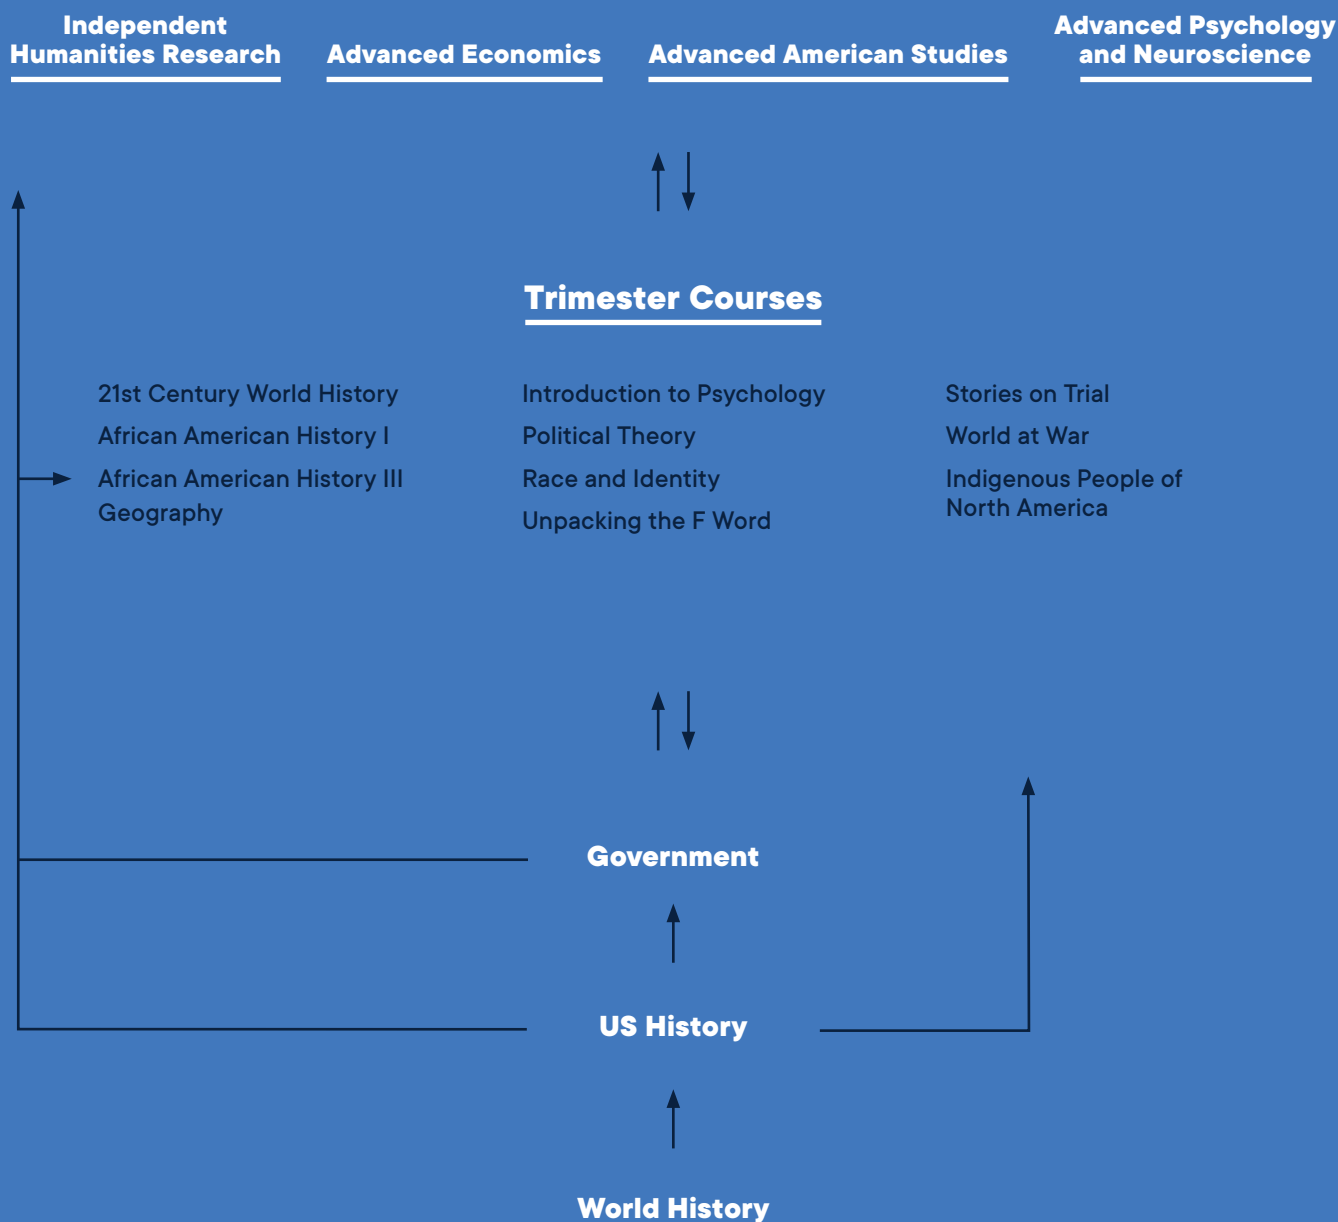 Independent
Humanities Research
Advanced Economics
Advanced American Studies
Advanced Psychology
and Neuroscience
Trimester Courses
21st Century World History
African American History I
African American History III
Geography
Introduction to Psychology
Political Theory
Race and Identity
Unpacking the F Word
Stories on Trial
World at War
Indigenous People of
North America
Government
US History
World History